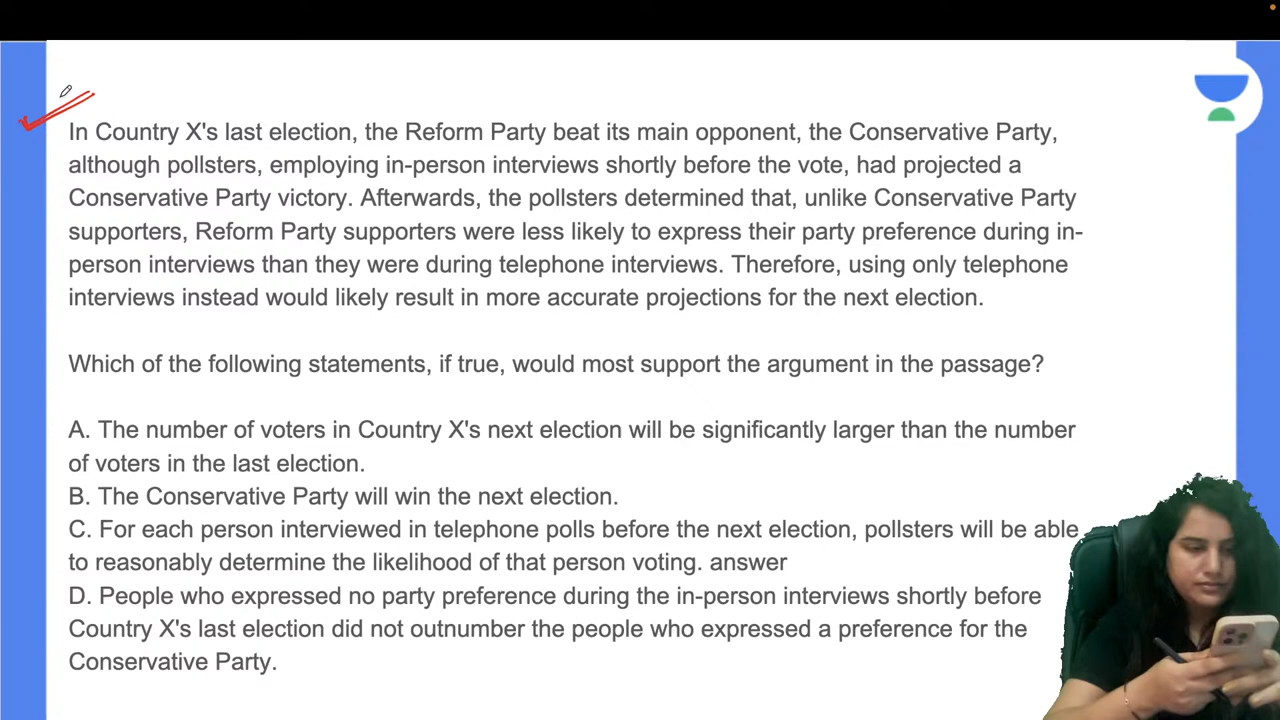 In Country X's last election, the Reform Party beat its main opponent, the Conservative Party,
although pollsters, employing in-person interviews shortly before the vote, had projected a
Conservative Party victory. Afterwards, the pollsters determined that, unlike Conservative Party
supporters, Reform Party supporters were less likely to express their party preference during in-
person interviews than they were during telephone interviews. Therefore, using only telephone
interviews instead would likely result in more accurate projections for the next election.
Which of the following statements, if true, would most support the argument in the passage?
A. The number of voters in Country X's next election will be significantly larger than the number
of voters in the last election.
B. The Conservative Party will win the next election.
C. For each person interviewed in telephone polls before the next election, pollsters will be able
to reasonably determine the likelihood of that person voting. answer
D. People who expressed no party preference during the in-person interviews shortly before
Country X's last election did not outnumber the people who expressed a preference for the
Conservative Party.